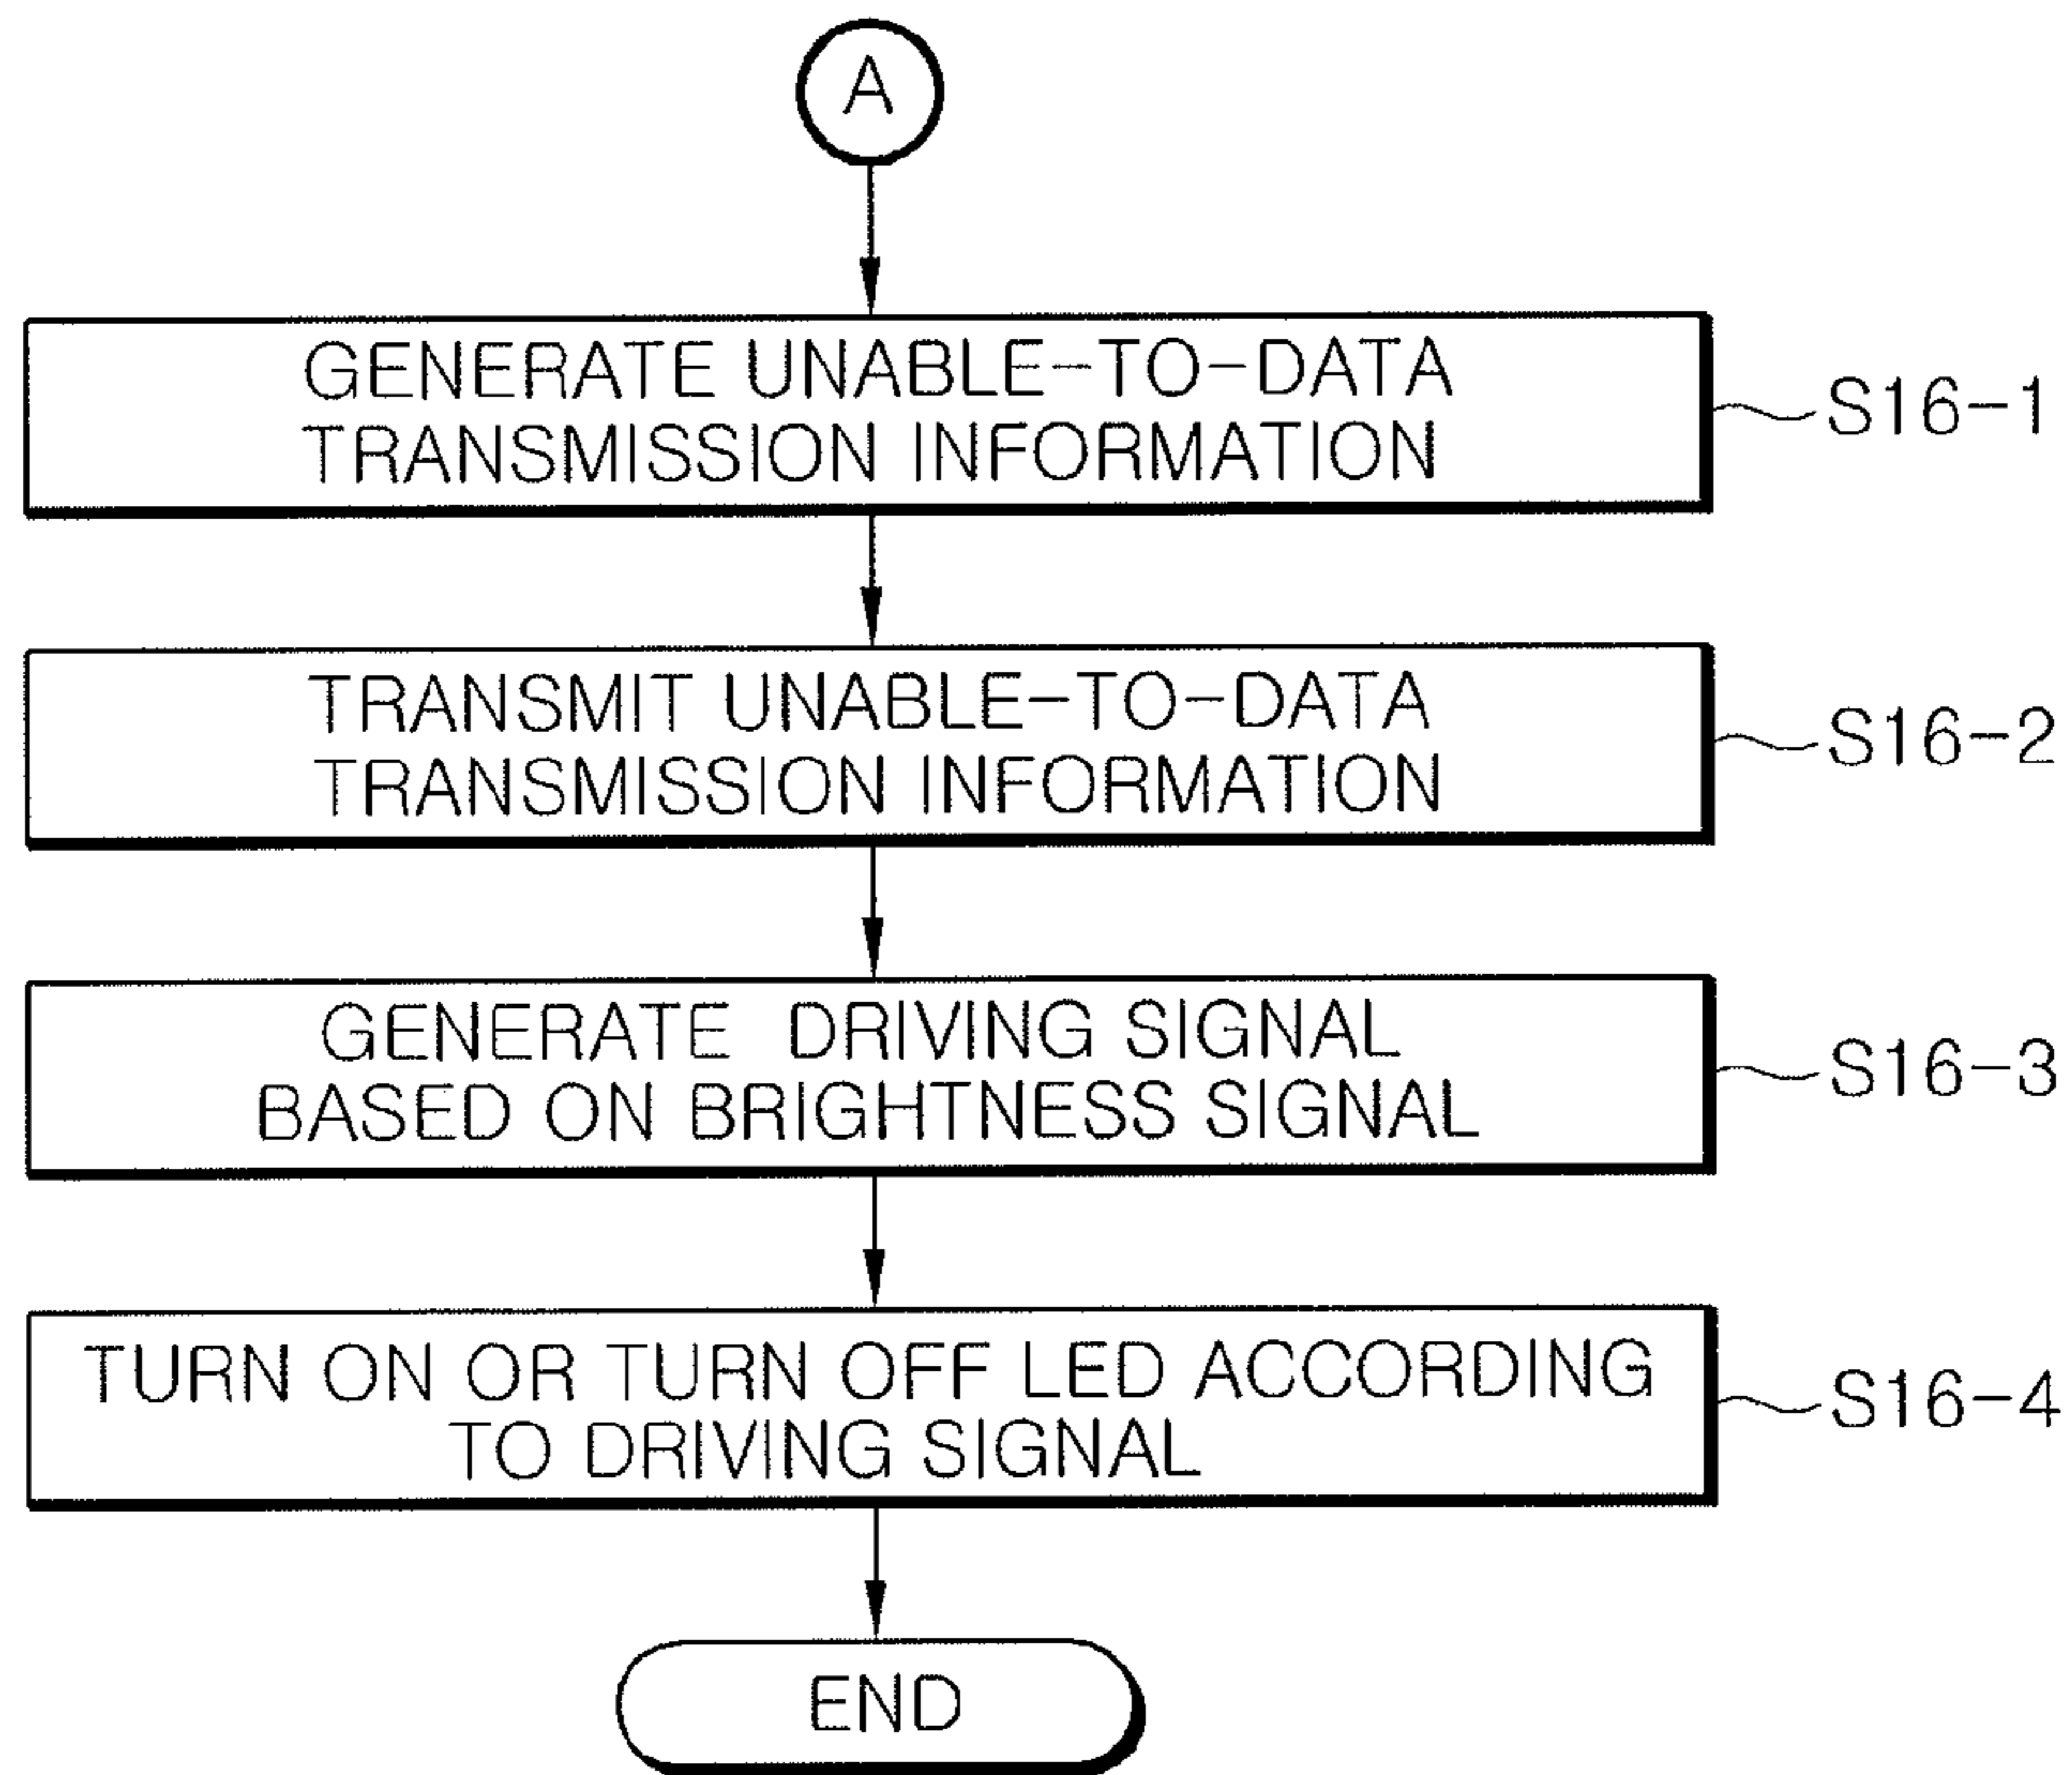 A
GENERATE UNABLE-TO-DATA
TRANSMISSION INFORMATION
S16-1
TRANSMIT UNABLE-TO-DATA
TRANSMISSION INFORMATION
S16-2
GENERATE DRIVING SIGNAL
BASED ON BRIGHTNESS SIGNAL
S16-3
TURN ON OR TURN OFF LED ACCORDING
TO DRIVING SIGNAL
S16-4
END